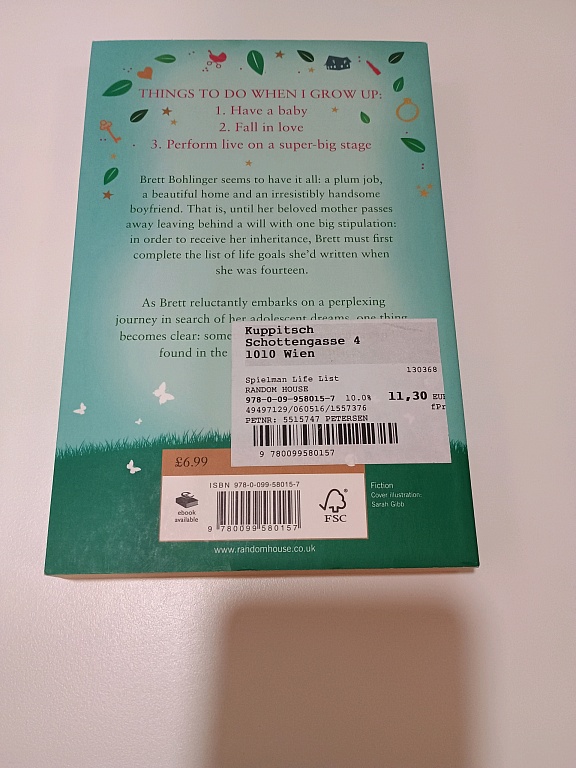 THINGS TO DO WHEN I GROW UP:
1. Have a baby
2. Fall in love
3. Perform live on a super-big stage
Brett Bohlinger seems to have it all: a plum job,
a beautiful home and an irresistibly handsome
boyfriend. That is, until her beloved mother passes
away leaving behind a will with one big stipulation:
in order to receive her inheritance, Brett must first
complete the list of life goals she'd written when
she was fourteen.
As Brett reluctantly embarks on a perplexing
journey in search of her adolescent dreams, one thing
becomes clear: some
found in the
Kuppitsch
Schottengasse 4
1010 Wien
130368
Spielman Life List
RANDOM HOUSE
978-0-09-958015-7 10.0% 11,30 EU
49497129/060516/1557376 fPr
PETNR: 5515747 PETERSEN
9 780099580157
£6.99
ISBN 978-0-099-58015-7
ebook
available
9 780099 580157
FSC
Fiction
Cover illustration:
Sarah Gibb
www.randomhouse.co.uk